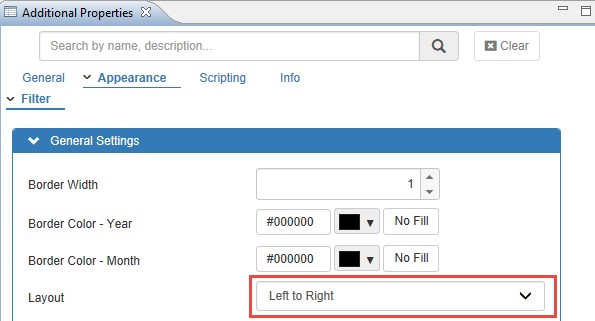 Additional Properties
Search by name, description...
Clear
General Appearance Scripting Info
Filter
General Settings
Border Width 1
Border Color - Year #000000 No Fill
Border Color - Month #000000 No Fill
Layout Left to Right